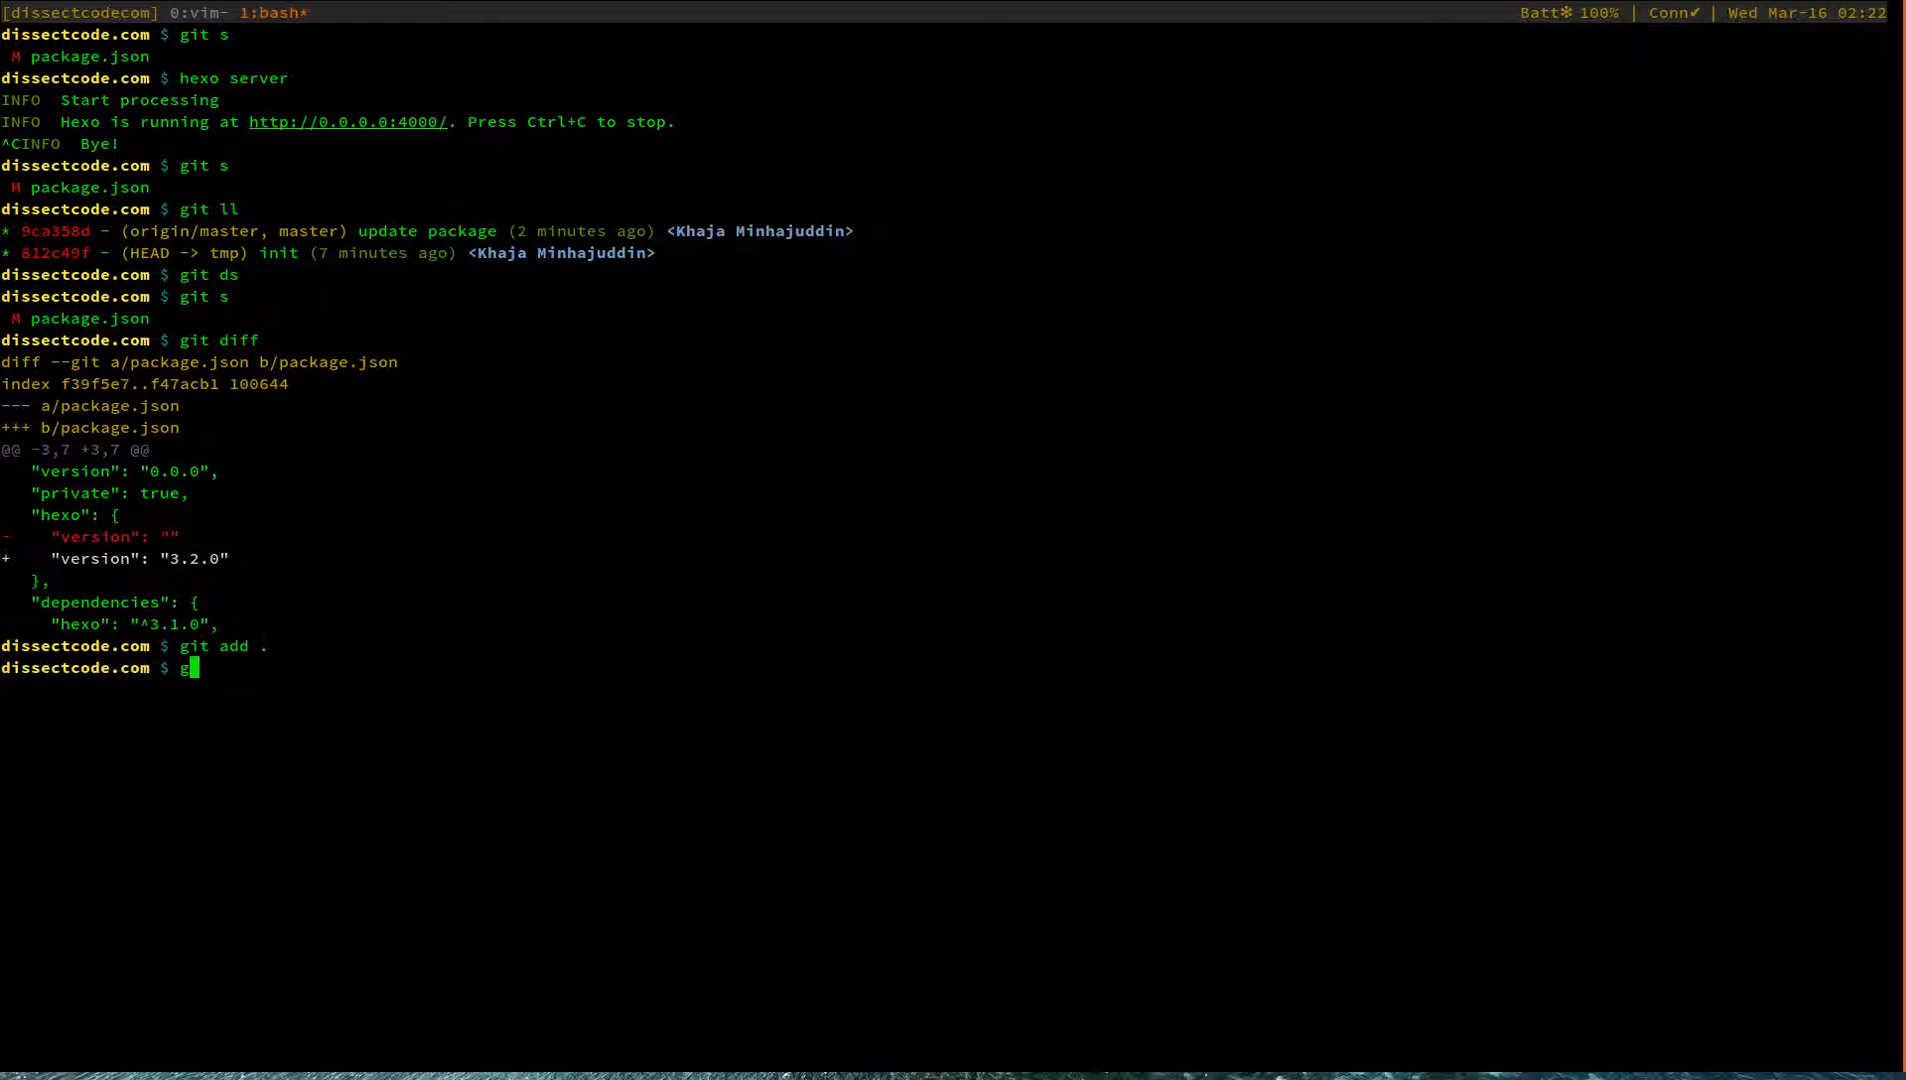 [dissectcodecom] 0:vim- 1:bash* Batt❇ 100% | Conn✔ | Wed Mar-16 02:22
dissectcode.com $ git s
 M package.json
dissectcode.com $ hexo server
INFO  Start processing
INFO  Hexo is running at http://0.0.0.0:4000/. Press Ctrl+C to stop.
^CINFO  Bye!
dissectcode.com $ git s
 M package.json
dissectcode.com $ git ll
* 9ca358d - (origin/master, master) update package (2 minutes ago) <Khaja Minhajuddin>
* 812c49f - (HEAD -> tmp) init (7 minutes ago) <Khaja Minhajuddin>
dissectcode.com $ git ds
dissectcode.com $ git s
 M package.json
dissectcode.com $ git diff
diff --git a/package.json b/package.json
index f39f5e7..f47acb1 100644
--- a/package.json
+++ b/package.json
@@ -3,7 +3,7 @@
   "version": "0.0.0",
   "private": true,
   "hexo": {
-    "version": ""
+    "version": "3.2.0"
   },
   "dependencies": {
     "hexo": "^3.1.0",
dissectcode.com $ git add .
dissectcode.com $ g